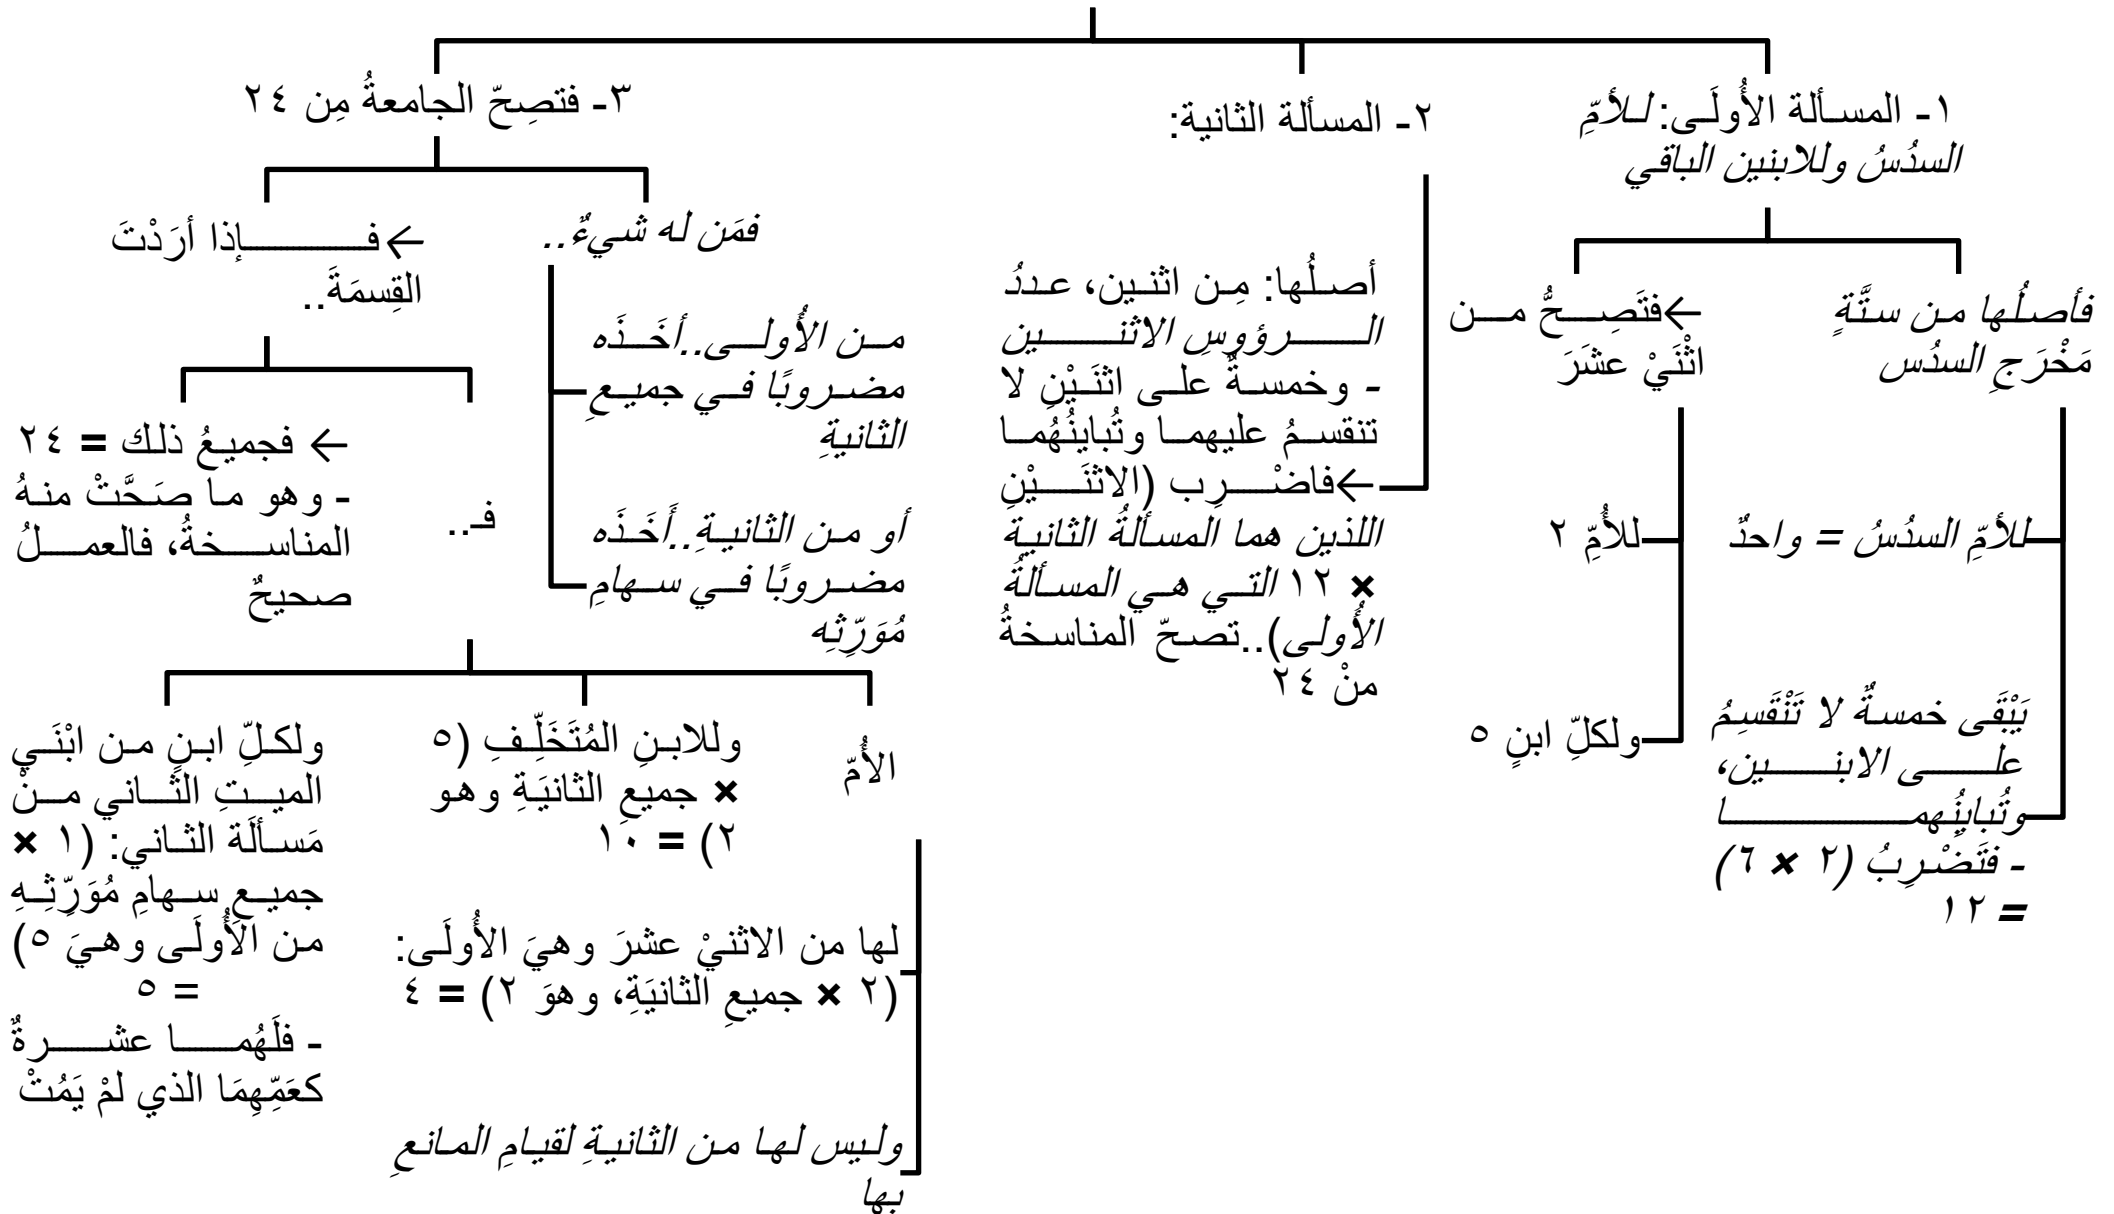 ١- المسألة الأُولَى: للأمِّ
السدُسُ وللابنين الباقي
فأصلُها من ستَّةٍ
مَخْرَجِ السدُس
للأمِّ السدُسُ = واحدٌ
يَبْقَى خمسةٌ لا تَنْقَسِمُ
على الابنين،
وتُبايِنُهما
- فتَضْرِبُ (٢ × ٦)
= ١٢
←فتَصِحُّ من
اثْنَيْ عشَرَ
للأُمِّ ٢
ولكلِّ ابنٍ ٥
٢- المسألة الثانية:
أصلُها: مِن اثنين، عددُ
الرؤوسِ الاثنين
- وخمسةٌ على اثنَيْنِ لا
تنقسمُ عليهما وتُباينُهُما
←فاضْرِب (الاثنَيْنِ
اللذين هما المسألةُ الثانيةِ
× ١٢ التي هي المسألةُ
الأُولى)..تصحّ المناسخةُ
منْ ٢٤
٣- فتصِحّ الجامعةُ مِن ٢٤
فمَن له شيءٌ..
من الأُولى..أخَذَه
مضروبًا في جميعِ
الثانيةِ
أو من الثانيةِ..أَخَذَه
مضروبًا في سهامِ
مُوَرِّثِه
← فإذا أرَدْتَ
القِسمَةَ..
فـ..
الأُمّ
لها من الاثنيْ عشرَ وهيَ الأُولَى:
(٢ × جميعِ الثانيَةِ، وهوَ ٢) = ٤
وليس لها من الثانيةِ لقيامِ المانعِ
بها
وللابنِ المُتَخَلِّفِ (٥
× جميعِ الثانيَةِ وهو
٢) = ١٠
ولكلِّ ابنٍ من ابْنَي
الميتِ الثَّاني منْ
مَسألَة الثاني: (١ ×
جميعِ سهامِ مُوَرِّثِهِ
من الأُولَى وهيَ ٥)
= ٥
- فلَهُما عشرةٌ
كعَمِّهِمَا الذي لمْ يَمُتْ
← فجميعُ ذلك = ٢٤
- وهو ما صَحَّتْ منهُ
المناسخةُ، فالعملُ
صحيحٌ